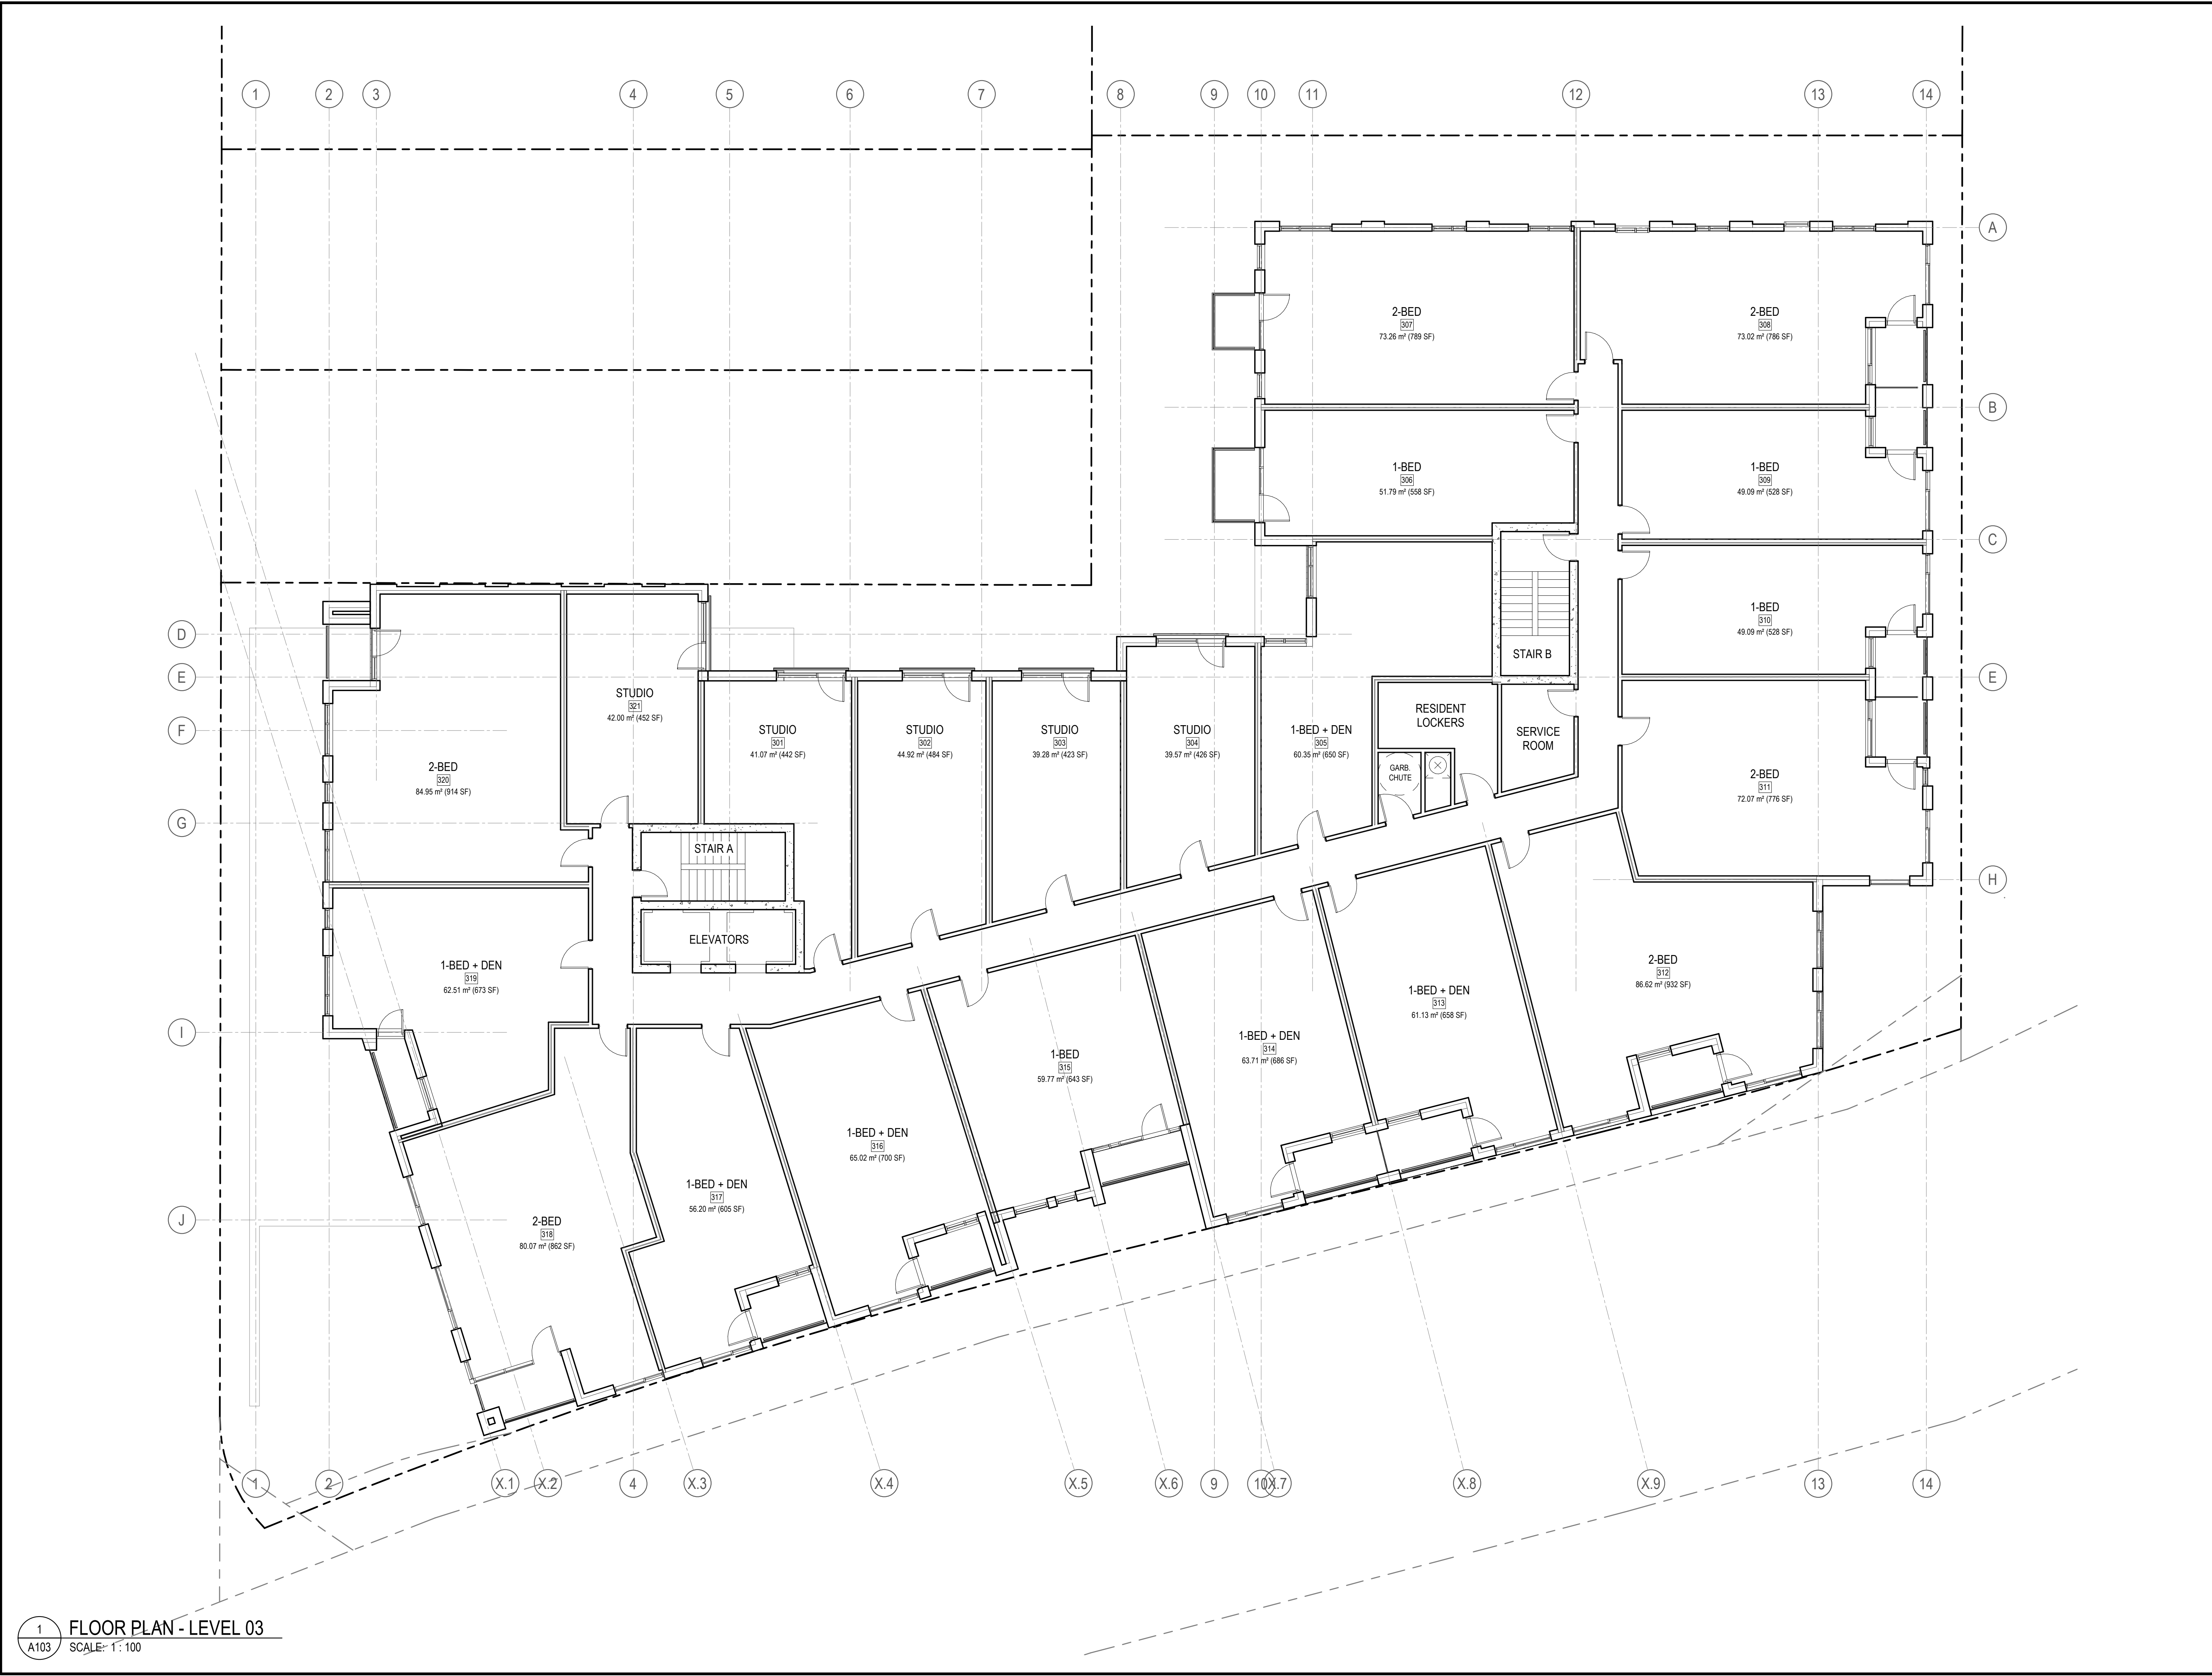 1
2
3
4
5
6
7
8
9
10
11
12
13
14
A
B
C
D
E
F
G
H
I
J
E
2-BED
307
73.26 m² (789 SF)
2-BED
308
73.02 m² (786 SF)
1-BED
306
51.79 m² (558 SF)
1-BED
309
49.09 m² (528 SF)
1-BED
310
49.09 m² (528 SF)
STAIR B
STUDIO
321
42.00 m² (452 SF)
STUDIO
301
41.07 m² (442 SF)
STUDIO
302
44.92 m² (484 SF)
STUDIO
303
39.28 m² (423 SF)
STUDIO
304
39.57 m² (426 SF)
1-BED + DEN
305
60.35 m² (650 SF)
RESIDENT
LOCKERS
SERVICE
ROOM
GARB.
CHUTE
2-BED
320
84.95 m² (914 SF)
2-BED
311
72.07 m² (776 SF)
STAIR A
ELEVATORS
1-BED + DEN
319
62.51 m² (673 SF)
2-BED
312
86.62 m² (932 SF)
1-BED + DEN
313
61.13 m² (658 SF)
1-BED + DEN
314
63.71 m² (686 SF)
1-BED
315
59.77 m² (643 SF)
1-BED + DEN
316
65.02 m² (700 SF)
1-BED + DEN
317
56.20 m² (605 SF)
2-BED
318
80.07 m² (862 SF)
1
2
X.1
X.2
4
X.3
X.4
X.5
X.6
9
10
X.7
X.8
X.9
13
14
1
A103
FLOOR PLAN - LEVEL 03
SCALE: 1 : 100